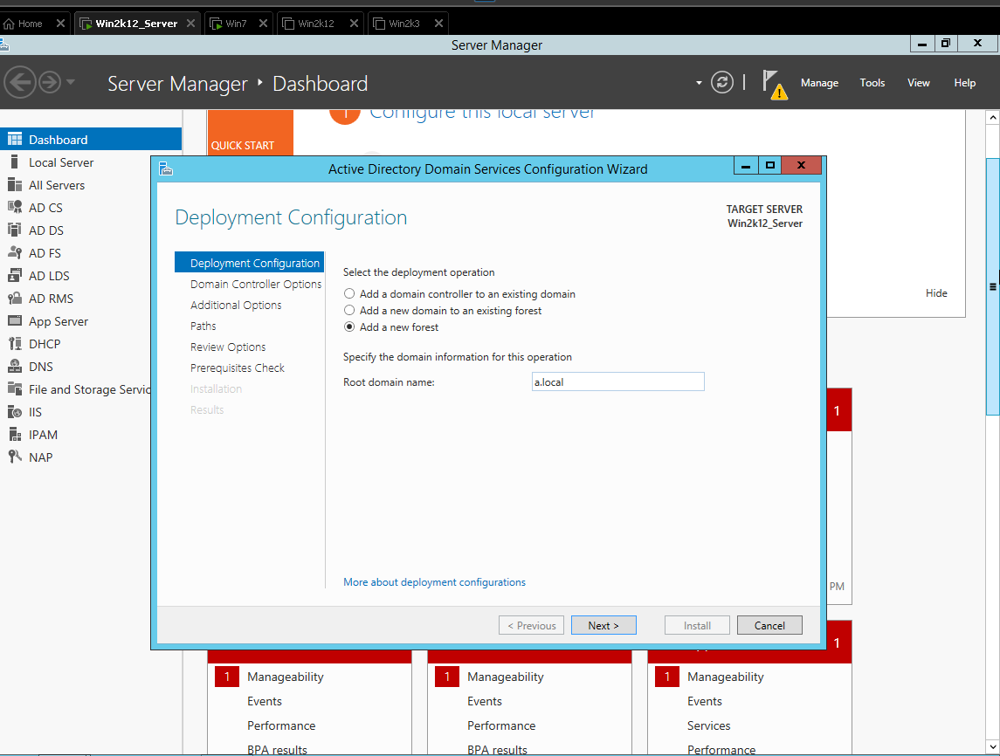 Home
Win2k12_Server
Win7
Win2k12
Win2k3
Server Manager
Server Manager ‣ Dashboard
Manage
Tools
View
Help
Configure this local server
1
QUICK START
Hide
Dashboard
Local Server
All Servers
AD CS
AD DS
AD FS
AD LDS
AD RMS
App Server
DHCP
DNS
File and Storage Servic
IIS
IPAM
NAP
Active Directory Domain Services Configuration Wizard
Deployment Configuration
TARGET SERVER
Win2k12_Server
Deployment Configuration
Domain Controller Options
Additional Options
Paths
Review Options
Prerequisites Check
Installation
Results
Select the deployment operation
Add a domain controller to an existing domain
Add a new domain to an existing forest
Add a new forest
Specify the domain information for this operation
Root domain name:
a.local
More about deployment configurations
< Previous
Next >
Install
Cancel
1
PM
1
1 Manageability
Events
Performance
BPA results
1 Manageability
Events
Performance
BPA results
1 Manageability
Events
Services
Performance